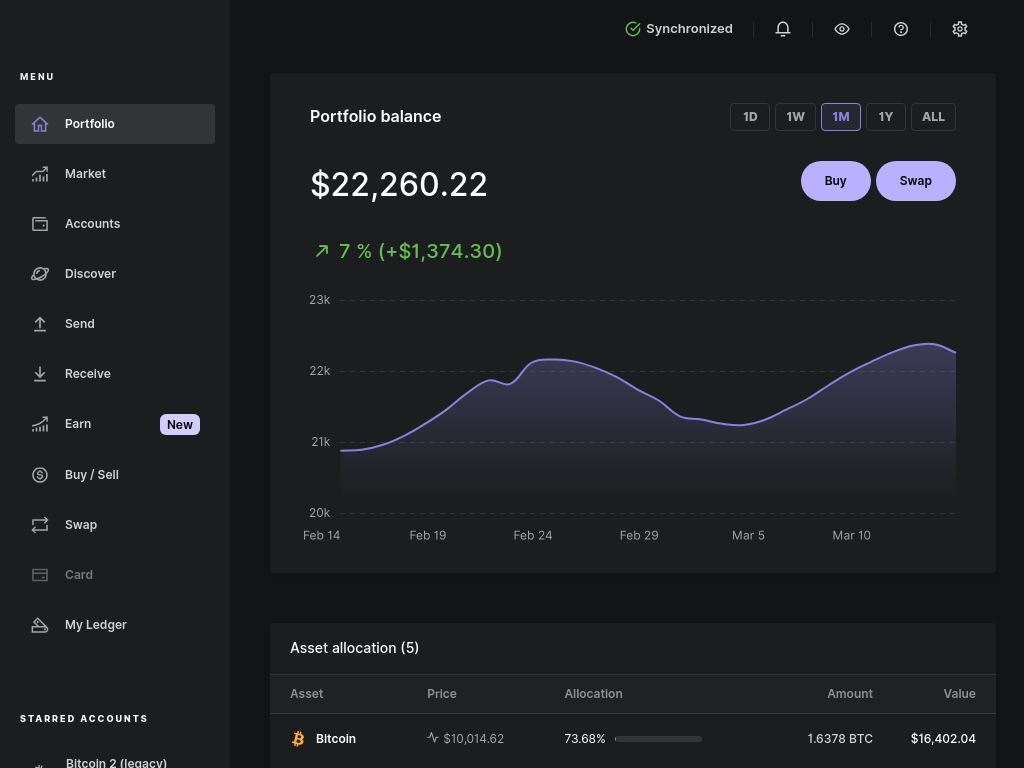 Synchronized
MENU
Portfolio
Market
Accounts
Discover
Send
Receive
Earn New
Buy / Sell
Swap
Card
My Ledger
STARRED ACCOUNTS
Bitcoin 2 (legacy)
Portfolio balance
1D 1W 1M 1Y ALL
$22,260.22
Buy Swap
7 % (+$1,374.30)
23k
22k
21k
20k
Feb 14 Feb 19 Feb 24 Feb 29 Mar 5 Mar 10
Asset allocation (5)
Asset Price Allocation Amount Value
Bitcoin $10,014.62 73.68% 1.6378 BTC $16,402.04